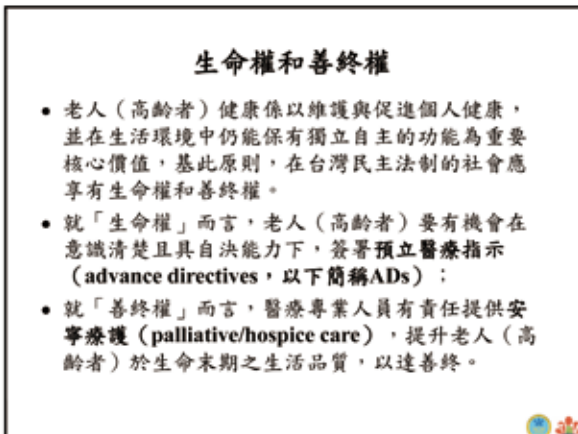 生命權和善終權
• 老人（高齡者）健康係以維護與促進個人健康，
並在生活環境中仍能保有獨立自主的功能為重要
核心價值，基此原則，在台灣民主法制的社會應
享有生命權和善終權。
• 就「生命權」而言，老人（高齡者）要有機會在
意識清楚且具自決能力下，簽署預立醫療指示
（advance directives，以下簡稱ADs）；
• 就「善終權」而言，醫療專業人員有責任提供安
寧療護（palliative/hospice care），提升老人（高
齡者）於生命末期之生活品質，以達善終。